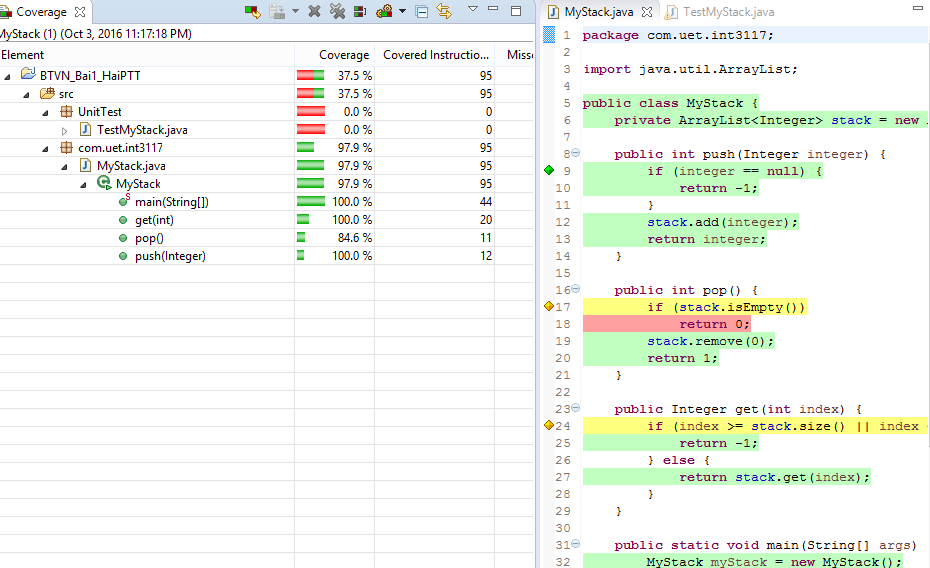 Coverage
MyStack (1) (Oct 3, 2016 11:17:18 PM)
Element Coverage Covered Instructio... Misse
BTVN_Bai1_HaiPTT 37.5 % 95
src 37.5 % 95
UnitTest 0.0 % 0
TestMyStack.java 0.0 % 0
com.uet.int3117 97.9 % 95
MyStack.java 97.9 % 95
MyStack 97.9 % 95
main(String[]) 100.0 % 44
get(int) 100.0 % 20
pop() 84.6 % 11
push(Integer) 100.0 % 12
MyStack.java TestMyStack.java
1 package com.uet.int3117;
2
3 import java.util.ArrayList;
4
5 public class MyStack {
6 private ArrayList<Integer> stack = new
7
8 public int push(Integer integer) {
9 if (integer == null) {
10 return -1;
11 }
12 stack.add(integer);
13 return integer;
14 }
15
16 public int pop() {
17 if (stack.isEmpty())
18 return 0;
19 stack.remove(0);
20 return 1;
21 }
22
23 public Integer get(int index) {
24 if (index >= stack.size() || index
25 return -1;
26 } else {
27 return stack.get(index);
28 }
29 }
30
31 public static void main(String[] args)
32 MyStack myStack = new MyStack();